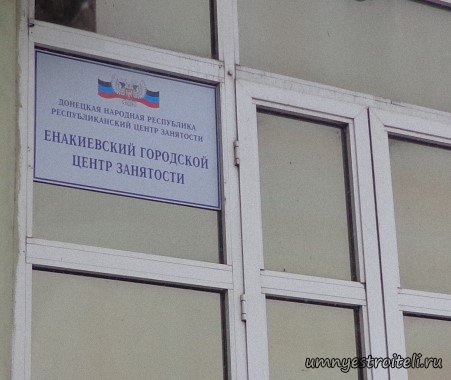 ДОНЕЦКАЯ НАРОДНАЯ РЕСПУБЛИКА
РЕСПУБЛИКАНСКИЙ ЦЕНТР ЗАНЯТОСТИ
ЕНАКИЕВСКИЙ ГОРОДСКОЙ
ЦЕНТР ЗАНЯТОСТИ
umnyestroiteli.ru